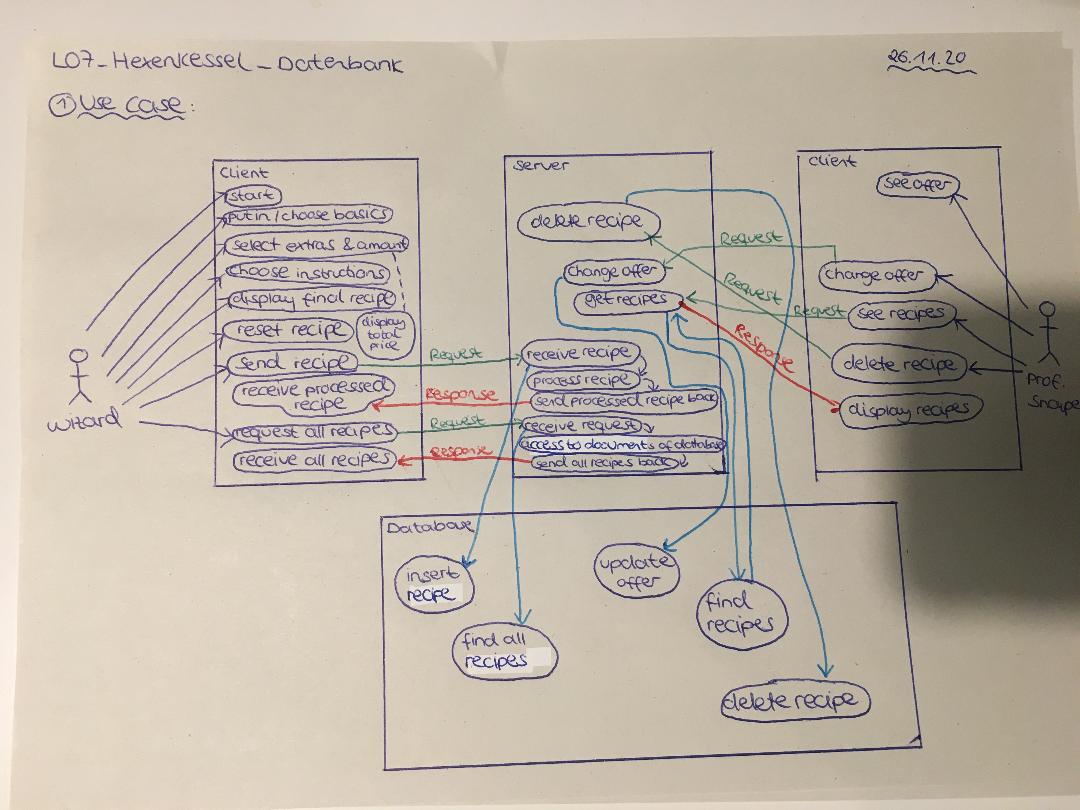 L07_Hexenkessel_Datenbank
26.11.20
① Use Case:
Client
start
put in/choose basics
select extras & amount
choose instructions
display final recipe
reset recipe
display
total
price
send recipe
receive processed
recipe
request all recipes
receive all recipes
Wizard
Request
Response
Request
Response
Server
delete recipe
change offer
get recipes
receive recipe
process recipe
send processed recipe back
receive request
access to documents of database
send all recipes back
Request
Request
Request
Response
Client
see offer
change offer
see recipes
delete recipe
display recipes
Prof.
Snape
Database
insert
recipe
find all
recipes
update
offer
find
recipes
delete recipe